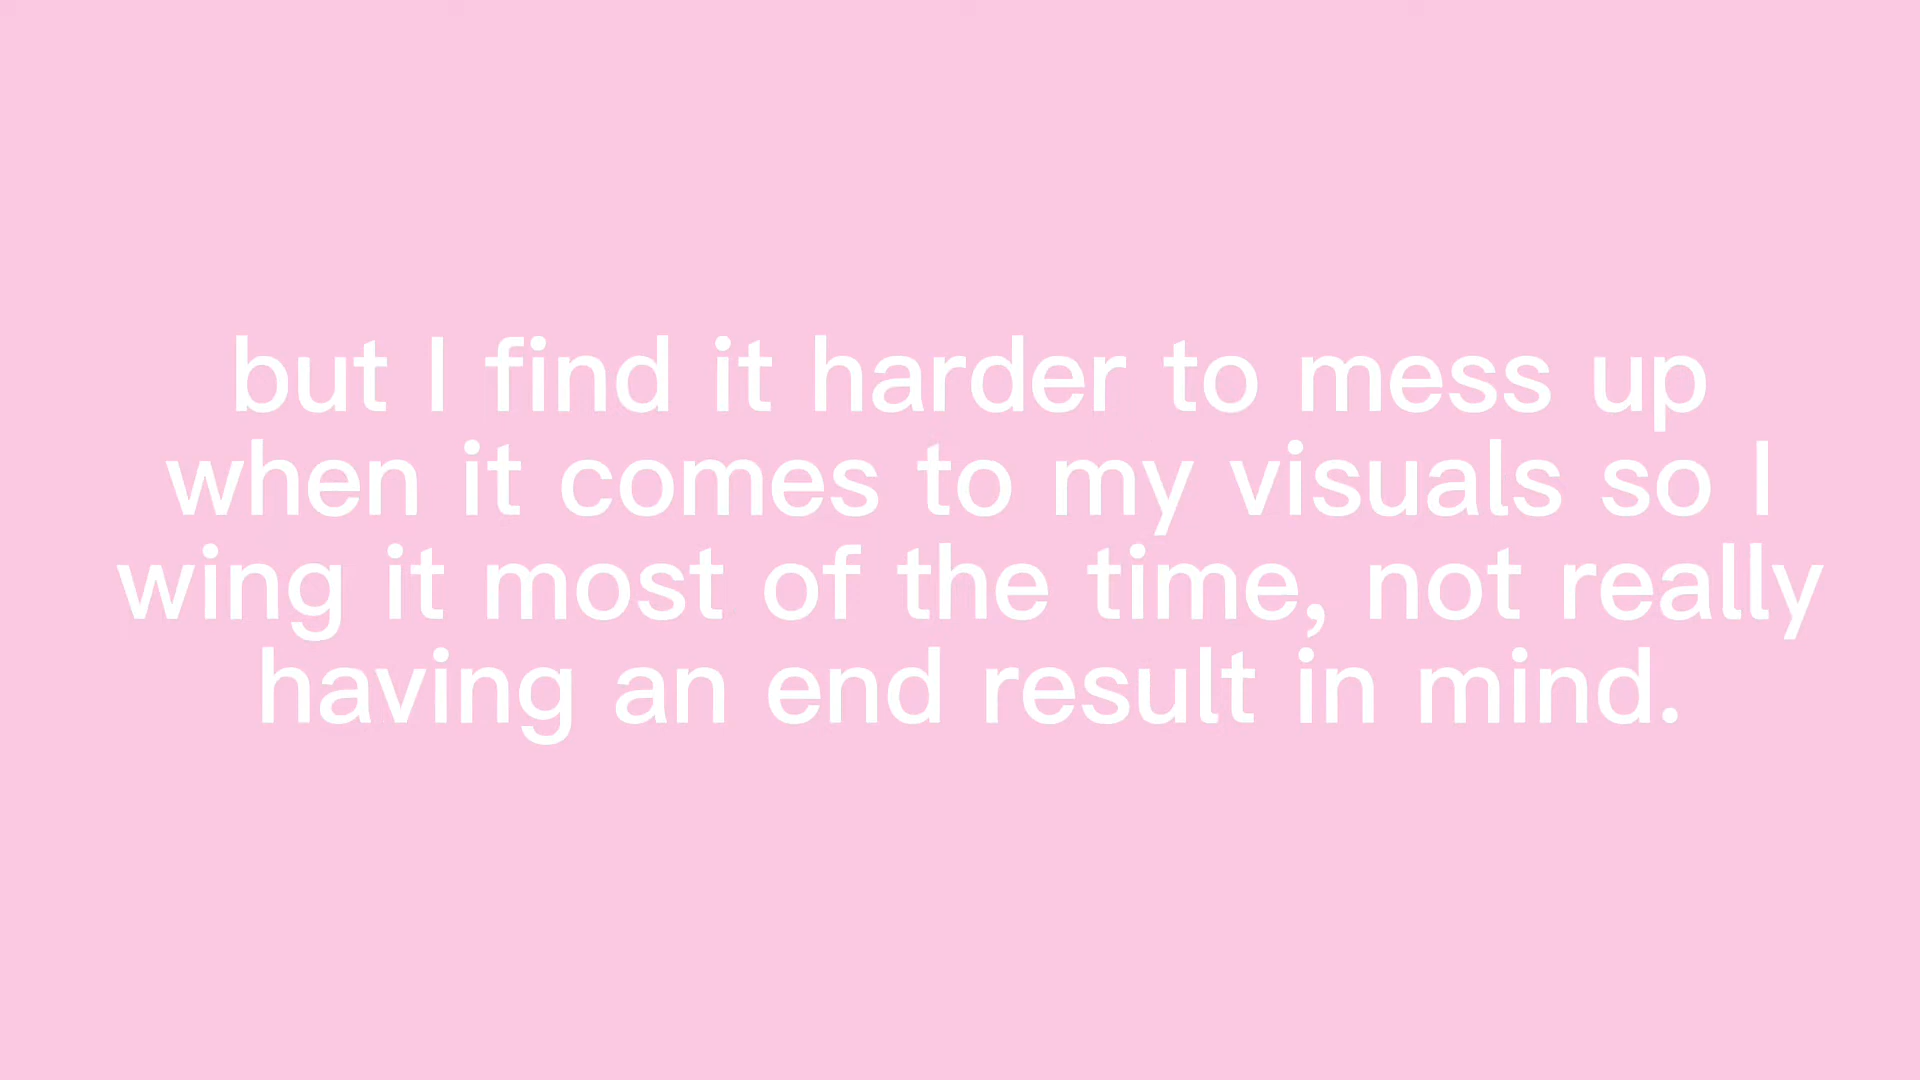 but I find it harder to mess up
when it comes to my visuals so I
wing it most of the time, not really
having an end result in mind.